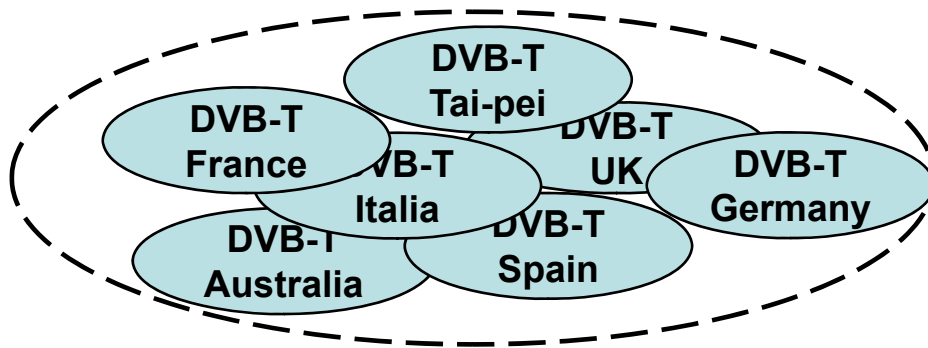 DVB-T
Tai-pei
DVB-T
France
DVB-T
UK
DVB-T
Italia
DVB-T
Germany
DVB-T
Australia
DVB-T
Spain